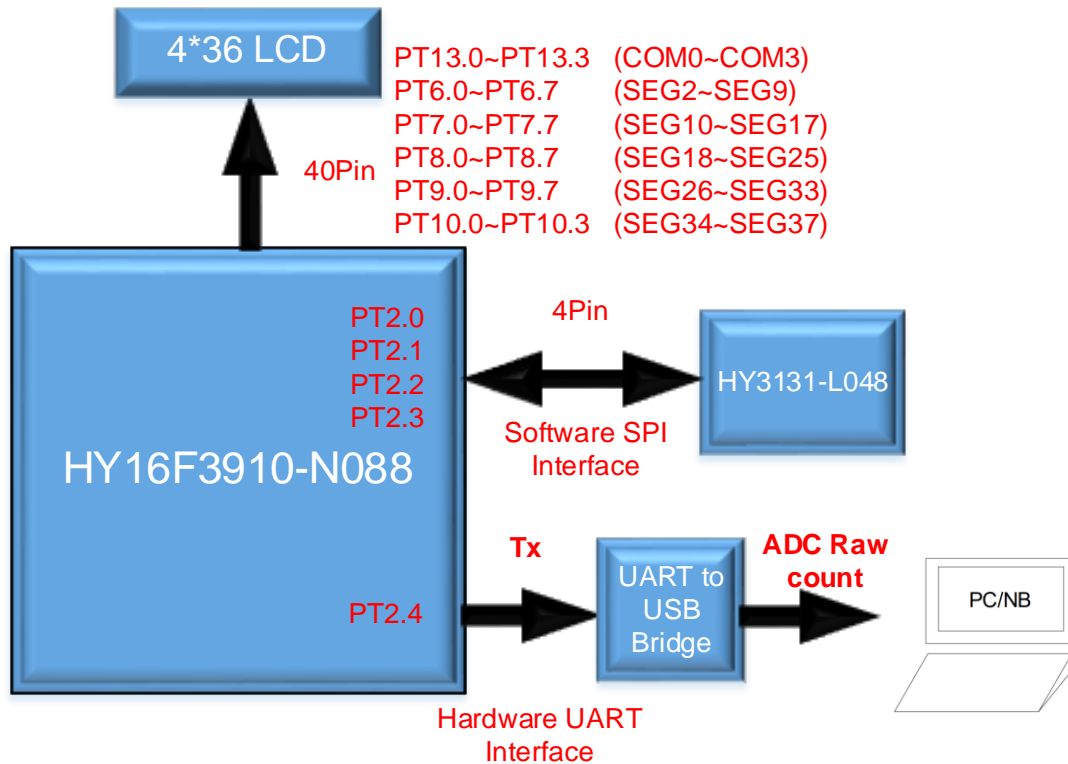 4*36 LCD
PT13.0~PT13.3 (COM0~COM3)
PT6.0~PT6.7 (SEG2~SEG9)
PT7.0~PT7.7 (SEG10~SEG17)
PT8.0~PT8.7 (SEG18~SEG25)
PT9.0~PT9.7 (SEG26~SEG33)
PT10.0~PT10.3 (SEG34~SEG37)
40Pin
PT2.0
PT2.1
PT2.2
PT2.3
HY16F3910-N088
PT2.4
4Pin
Software SPI
Interface
HY3131-L048
Tx
Hardware UART
Interface
UART to
USB
Bridge
ADC Raw
count
PC/NB